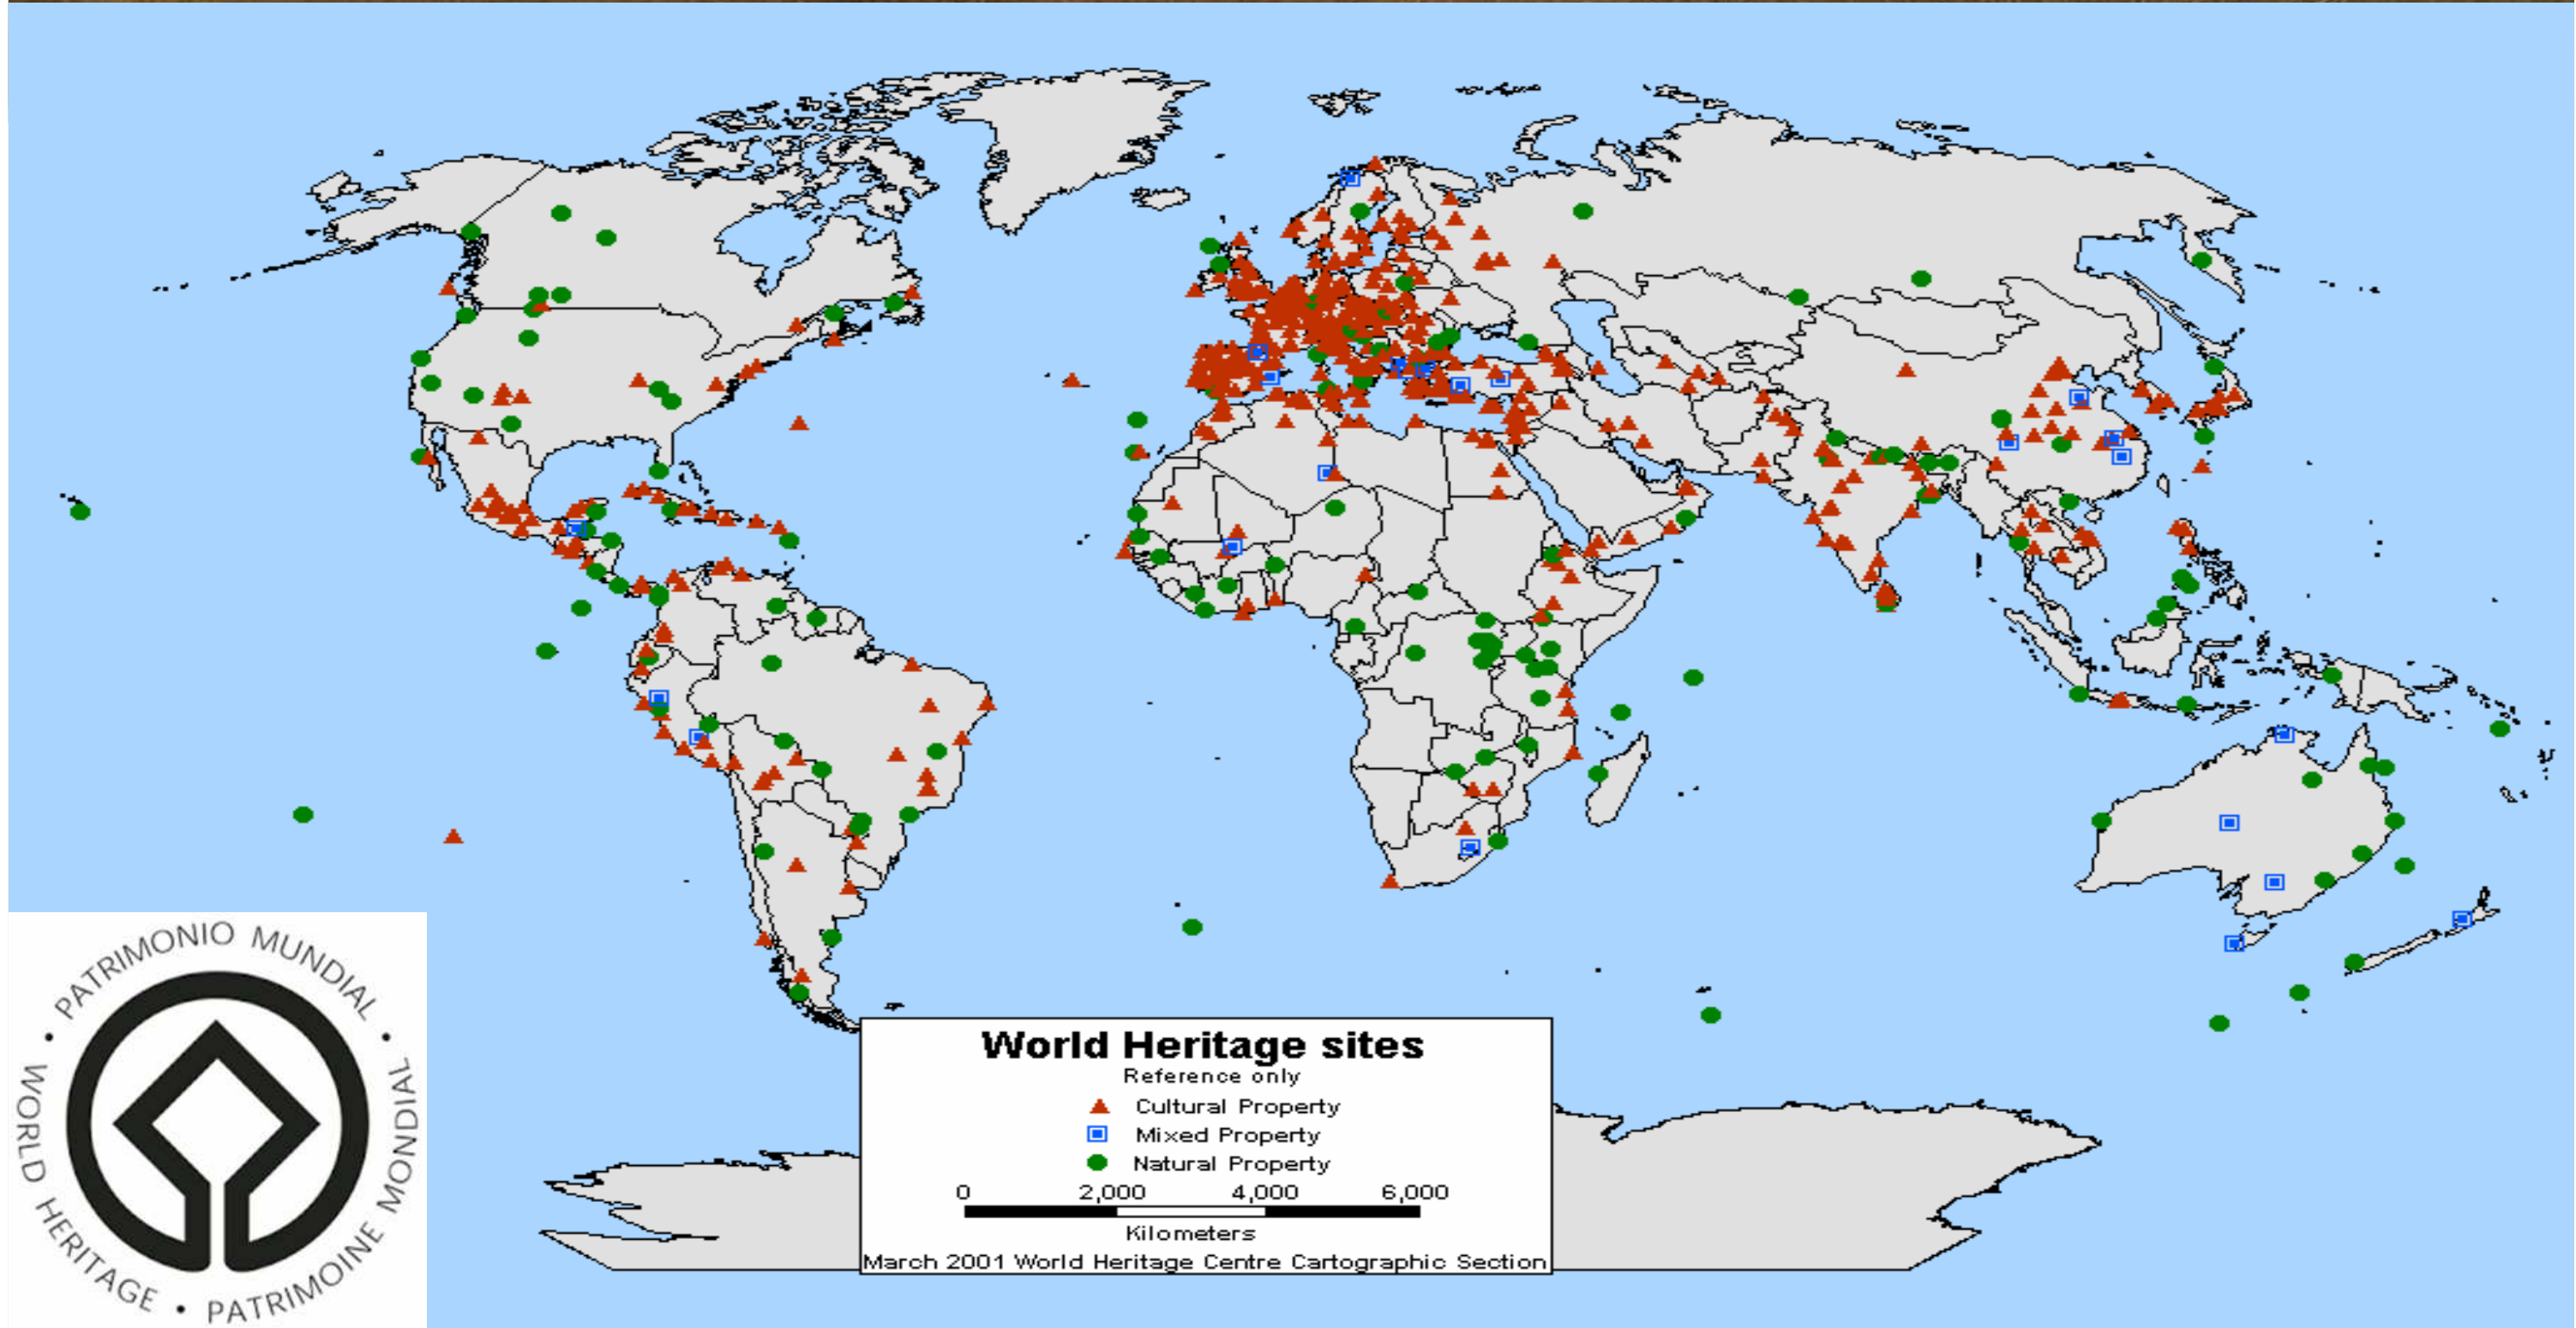 World Heritage sites
Reference only
Cultural Property
Mixed Property
Natural Property
0 2,000 4,000 6,000
Kilometers
March 2001 World Heritage Centre Cartographic Section
• PATRIMONIO MUNDIAL •
WORLD HERITAGE • PATRIMOINE MONDIAL